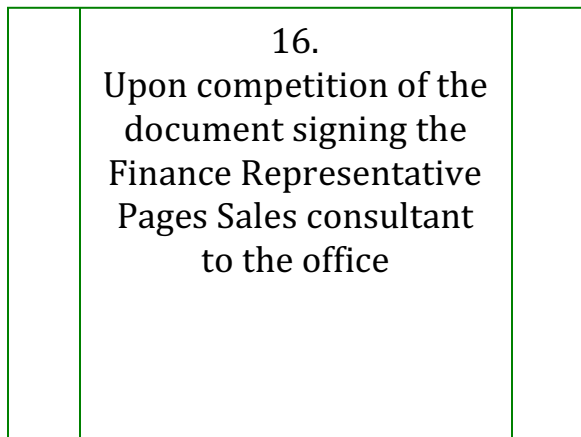 16.
Upon competition of the
document signing the
Finance Representative
Pages Sales consultant
to the office